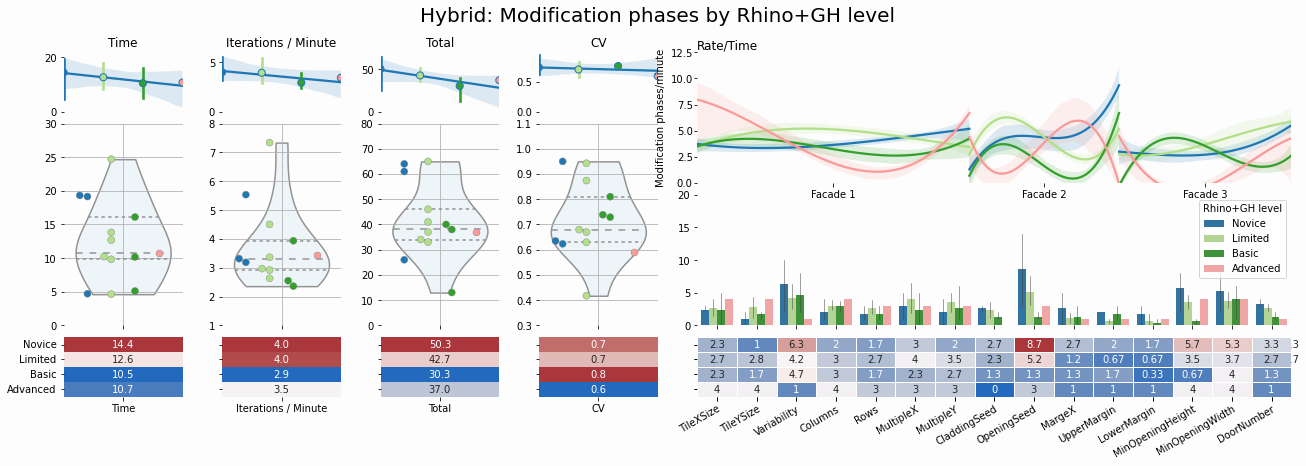 Hybrid: Modification phases by Rhino+GH level
Time
Iterations / Minute
Total
CV
Rate/Time
20
0
5
0
50
0
0.5
0.0
12.5
10.0
7.5
5.0
2.5
0.0
Modification phases/minute
Facade 1
Facade 2
Facade 3
30
25
20
15
10
5
0
8
7
6
5
4
3
2
1
80
70
60
50
40
30
20
10
0
1.1
1.0
0.9
0.8
0.7
0.6
0.5
0.4
0.3
20
15
10
5
0
Rhino+GH level
Novice
Limited
Basic
Advanced
Novice 14.4 4.0 50.3 0.7
Limited 12.6 4.0 42.7 0.7
Basic 10.5 2.9 30.3 0.8
Advanced 10.7 3.5 37.0 0.6
Time
Iterations / Minute
Total
CV
2.3 1 6.3 2 1.7 3 2 2.7 8.7 2.7 2 1.7 5.7 5.3 3.3 3
2.7 2.8 4.2 3 2.7 4 3.5 2.3 5.2 1.2 0.67 0.67 3.5 3.7 2.7 7
2.3 1.7 4.7 3 1.7 2.3 2.7 1.3 1.3 1.3 1.7 0.33 0.67 4 1.3
4 4 1 4 3 3 3 0 3 1 1 1 4 4 1
TileXSize
TileYSize
Variability
Columns
Rows
MultipleX
MultipleY
CladdingSeed
OpeningSeed
MargeX
UpperMargin
LowerMargin
MinOpeningHeight
MinOpeningWidth
DoorNumber